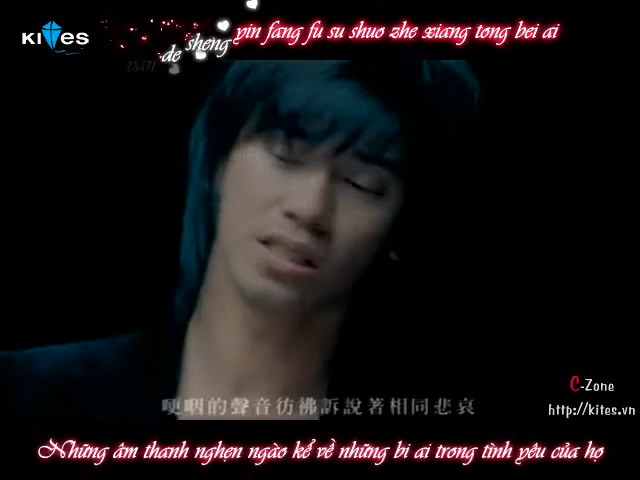 KITES
de sheng yin fang fu su shuo zhe xiang tong bei ai
C-Zone
http://kites.vn
哽咽的聲音彷彿訴說著相同悲哀
Những âm thanh nghẹn ngào kể về những bi ai trong tình yêu của họ